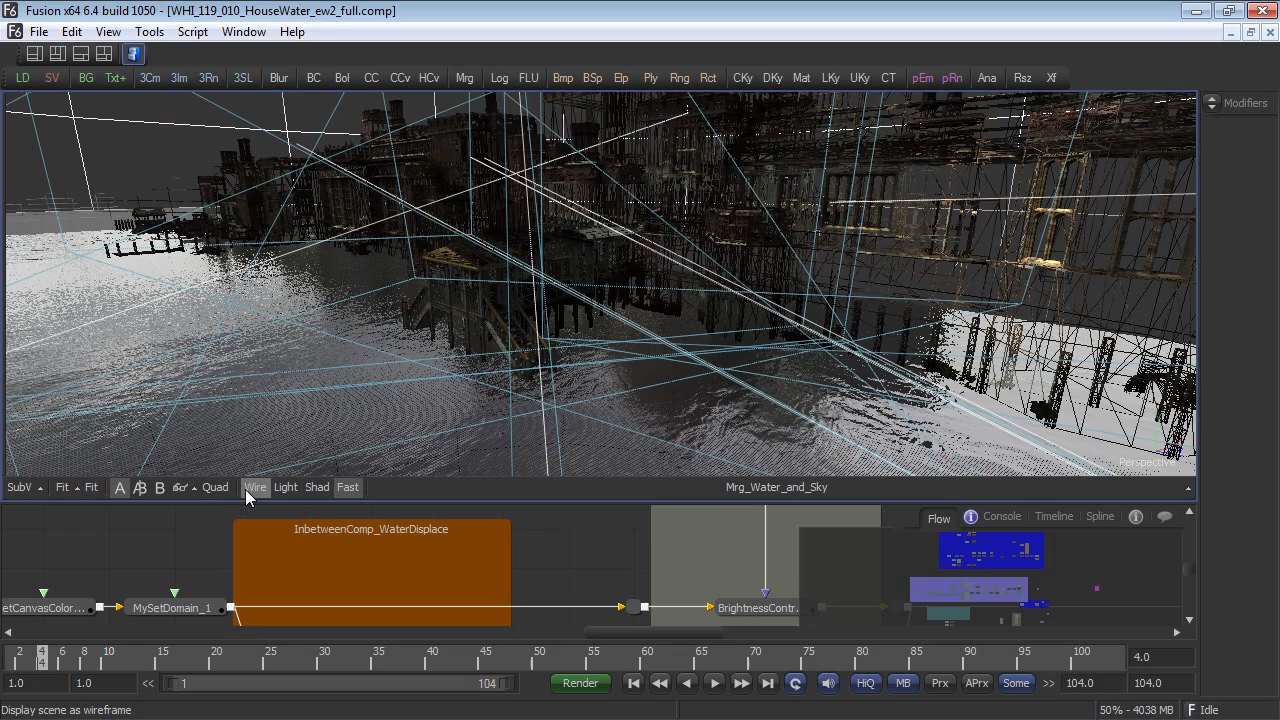 Fusion x64 6.4 build 1050 - [WHI_119_010_HouseWater_ew2_full.comp]
File Edit View Tools Script Window Help
LD SV BG Txt+ 3Cm 3Im 3Rn 3SL Blur BC Bol CC CCv HCv Mrg Log FLU Bmp BSp Elp Ply Rng Rct CKy DKy Mat LKy UKy CT pEm pRn Ana Rsz Xf
Modifiers
Perspective
SubV Fit Fit A A/B B Quad Wire Light Shad Fast Mrg_Water_and_Sky
InbetweenComp_WaterDisplace
Flow Console Timeline Spline
etCanvasColor... MySetDomain_1 BrightnessContr...
2 4 6 8 10 15 20 25 30 35 40 45 50 55 60 65 70 75 80 85 90 95 100 4.0
4
1.0 1.0 << 1 104 Render HiQ MB Prx APrx Some >> 104.0 104.0
Display scene as wireframe 50% - 4038 MB Idle